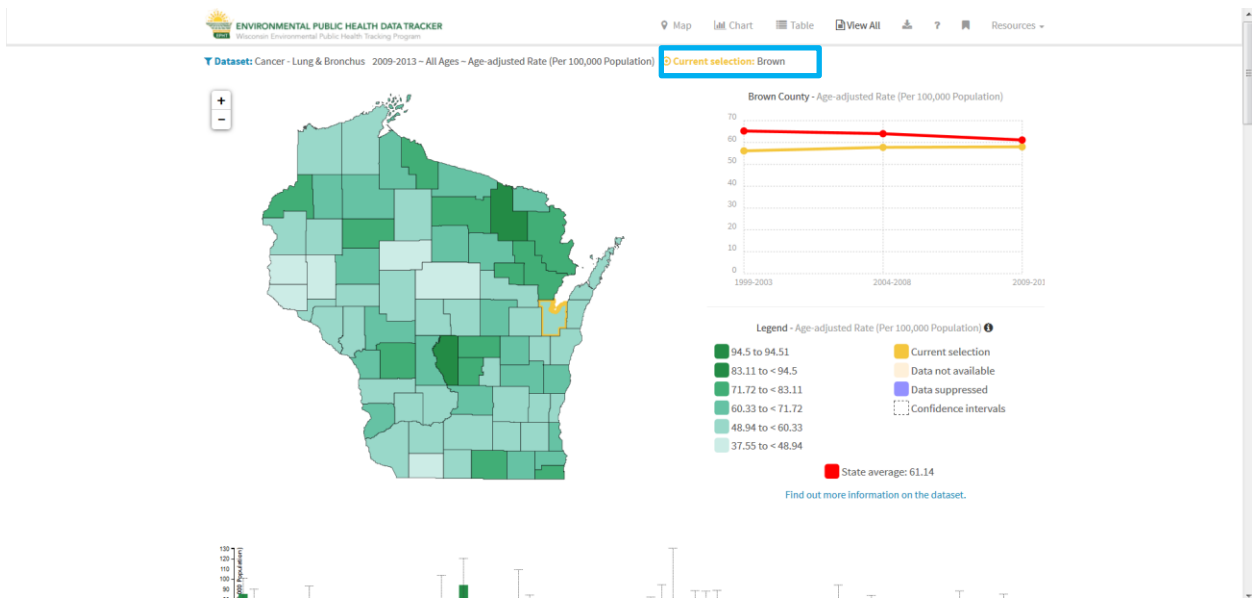 ENVIRONMENTAL PUBLIC HEALTH DATA TRACKER
Wisconsin Environmental Public Health Tracking Program
EPHT
Map Chart Table View All ? Resources
Dataset: Cancer - Lung & Bronchus 2009-2013 ~ All Ages ~ Age-adjusted Rate (Per 100,000 Population) Current selection: Brown
+
−
Brown County - Age-adjusted Rate (Per 100,000 Population)
70
60
50
40
30
20
10
0
1999-2003 2004-2008 2009-201
Legend - Age-adjusted Rate (Per 100,000 Population)
94.5 to 94.51 Current selection
83.11 to < 94.5 Data not available
71.72 to < 83.11 Data suppressed
60.33 to < 71.72 Confidence intervals
48.94 to < 60.33
37.55 to < 48.94
State average: 61.14
Find out more information on the dataset.
130
120
110
100
90
000 Population)